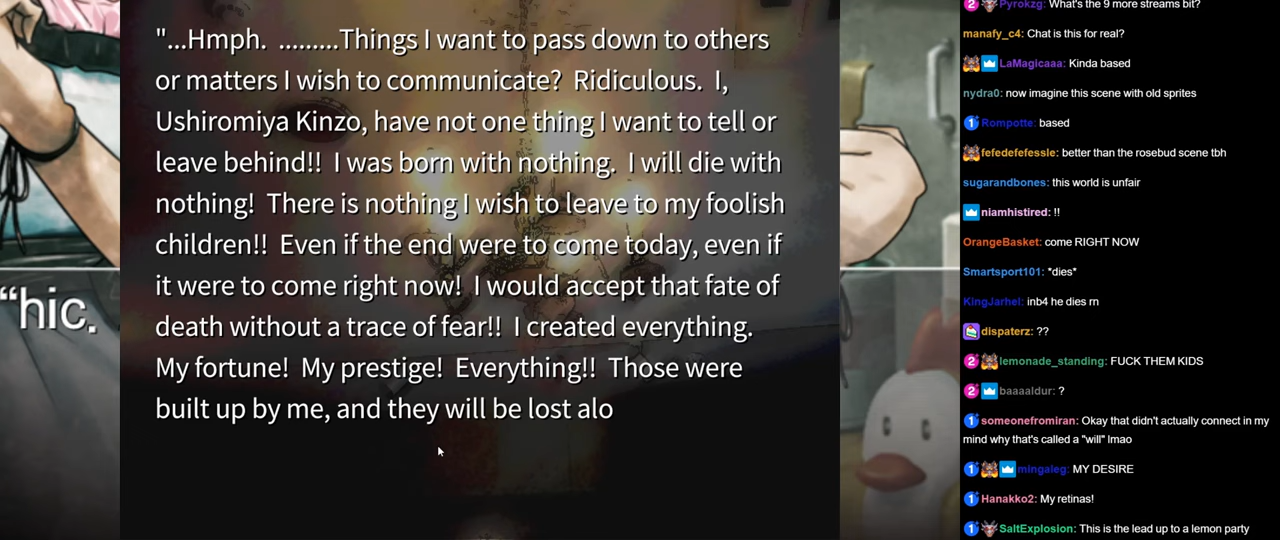 "...Hmph.  .........Things I want to pass down to others
or matters I wish to communicate?  Ridiculous.  I,
Ushiromiya Kinzo, have not one thing I want to tell or
leave behind!!  I was born with nothing.  I will die with
nothing!  There is nothing I wish to leave to my foolish
children!!  Even if the end were to come today, even if
it were to come right now!  I would accept that fate of
death without a trace of fear!!  I created everything.
My fortune!  My prestige!  Everything!!  Those were
built up by me, and they will be lost alo
“hic.
2 Pyrokzg: What's the 9 more streams bit?
manafy_c4: Chat is this for real?
LaMagicaaa: Kinda based
nydra0: now imagine this scene with old sprites
1 Rompotte: based
fefedefefessle: better than the rosebud scene tbh
sugarandbones: this world is unfair
niamhistired: !!
OrangeBasket: come RIGHT NOW
Smartsport101: *dies*
KingJarhel: inb4 he dies rn
dispaterz: ??
2 lemonade_standing: FUCK THEM KIDS
2 baaaaldur: ?
1 someonefromiran: Okay that didn't actually connect in my
mind why that's called a "will" lmao
1 mingaleg: MY DESIRE
1 Hanakko2: My retinas!
1 SaltExplosion: This is the lead up to a lemon party